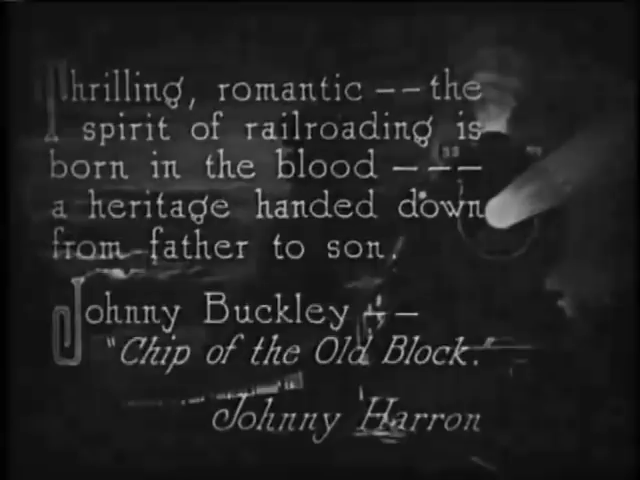 Thrilling, romantic -- the
spirit of railroading is
born in the blood ---
a heritage handed down
from father to son.
Johnny Buckley --
"Chip of the Old Block."
Johnny Harron